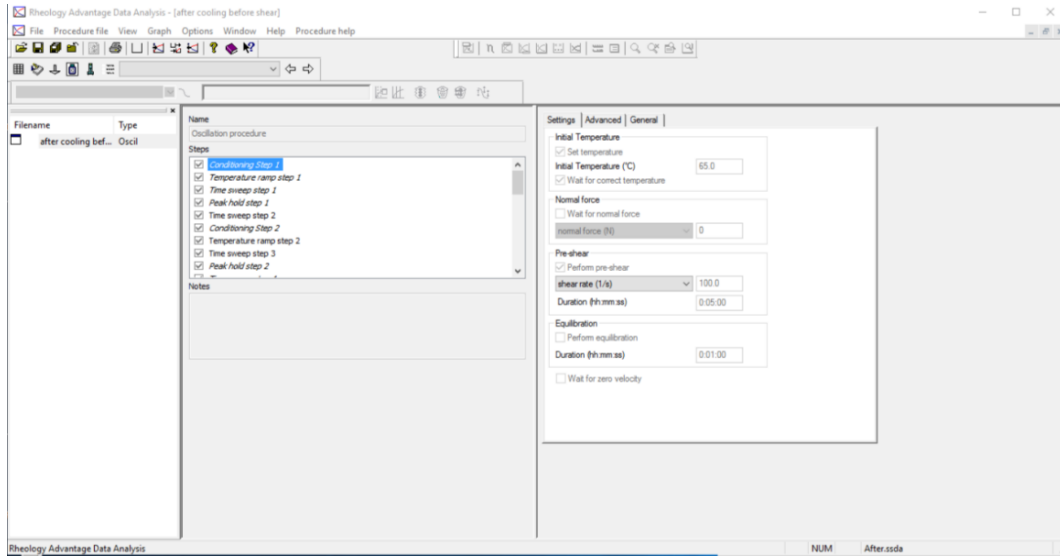 Rheology Advantage Data Analysis - [after cooling before shear]
File Procedure file View Graph Options Window Help Procedure help
Filename Type
after cooling bef... Oscil
Name
Oscillation procedure
Steps
Conditioning Step 1
Temperature ramp step 1
Time sweep step 1
Peak hold step 1
Time sweep step 2
Conditioning Step 2
Temperature ramp step 2
Time sweep step 3
Peak hold step 2
Notes
Settings Advanced General
Initial Temperature
Set temperature
Initial Temperature (°C) 65.0
Wait for correct temperature
Normal force
Wait for normal force
normal force (N) 0
Pre-shear
Perform pre-shear
shear rate (1/s) 100.0
Duration (hh:mm:ss) 0:05:00
Equilibration
Perform equilibration
Duration (hh:mm:ss) 0:01:00
Wait for zero velocity
Rheology Advantage Data Analysis NUM After.ssda